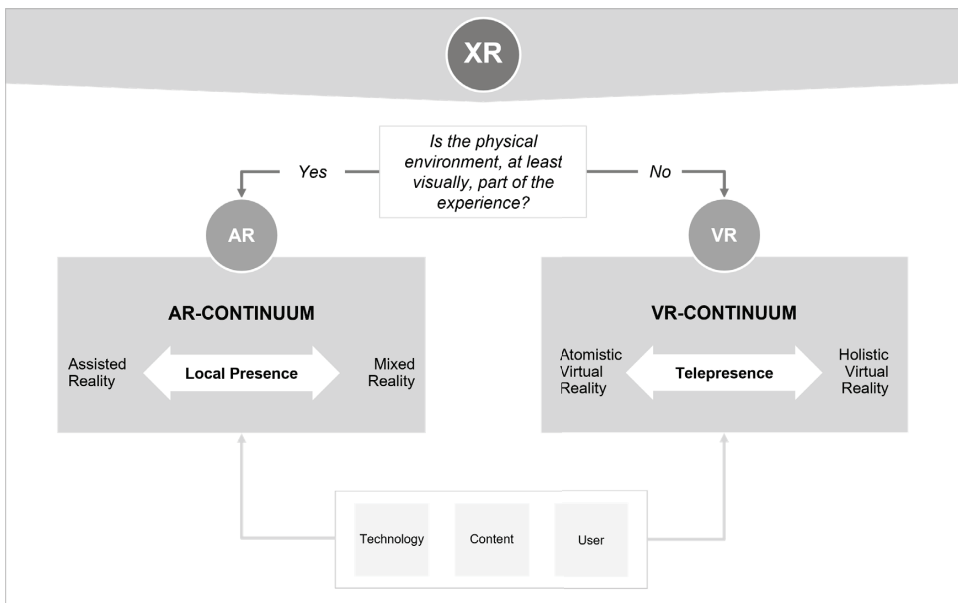 XR
Is the physical
environment, at least
visually, part of the
experience?
Yes
No
AR
VR
AR-CONTINUUM
Assisted
Reality
Local Presence
Mixed
Reality
VR-CONTINUUM
Atomistic
Virtual
Reality
Telepresence
Holistic
Virtual
Reality
Technology
Content
User